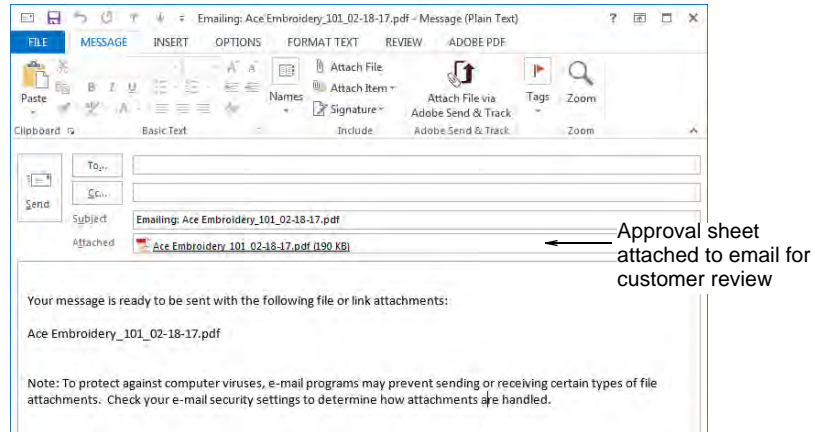 Emailing: Ace Embroidery_101_02-18-17.pdf - Message (Plain Text)
FILE MESSAGE INSERT OPTIONS FORMAT TEXT REVIEW ADOBE PDF
Paste
B I U
A
Names
Attach File
Attach Item
Signature
Attach File via
Adobe Send & Track
Tags
Zoom
Clipboard Basic Text Include Adobe Send & Track Zoom
Send
To...
Cc...
Subject Emailing: Ace Embroidery_101_02-18-17.pdf
Attached Ace Embroidery_101_02-18-17.pdf (190 KB)
Approval sheet
attached to email for
customer review
Your message is ready to be sent with the following file or link attachments:
Ace Embroidery_101_02-18-17.pdf
Note: To protect against computer viruses, e-mail programs may prevent sending or receiving certain types of file
attachments. Check your e-mail security settings to determine how attachments are handled.